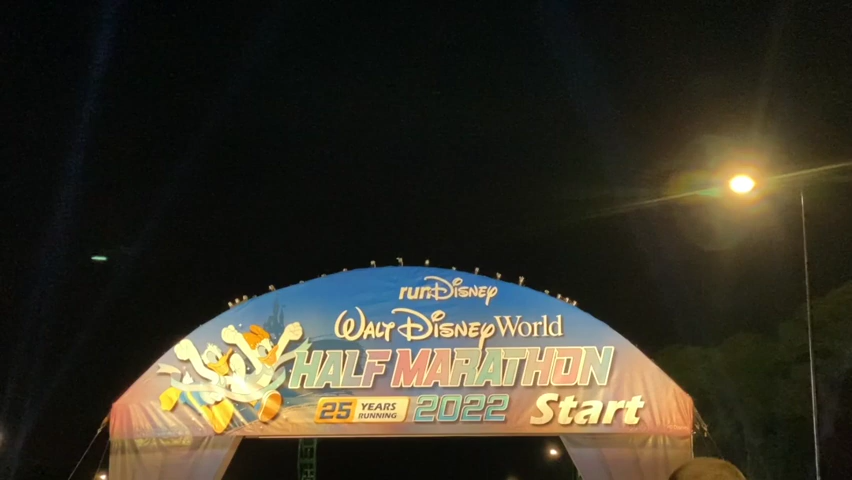 runDisney
Walt Disney World
HALF MARATHON
25 YEARS RUNNING 2022 Start